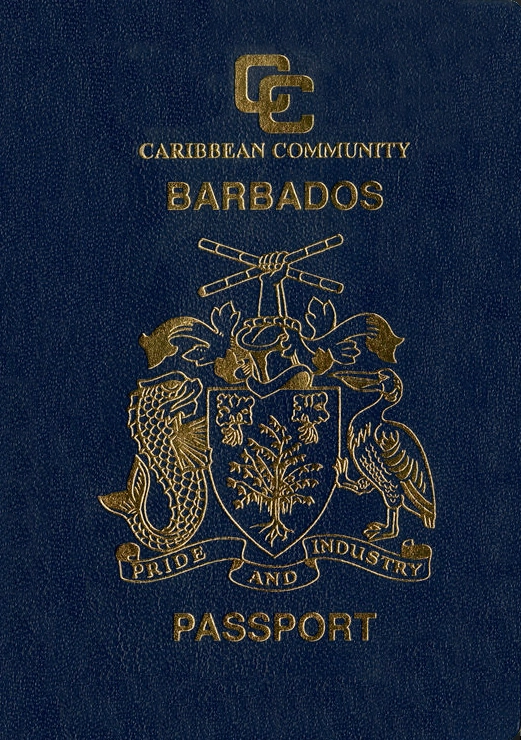 CC
CARIBBEAN COMMUNITY
BARBADOS
PRIDE AND INDUSTRY
PASSPORT